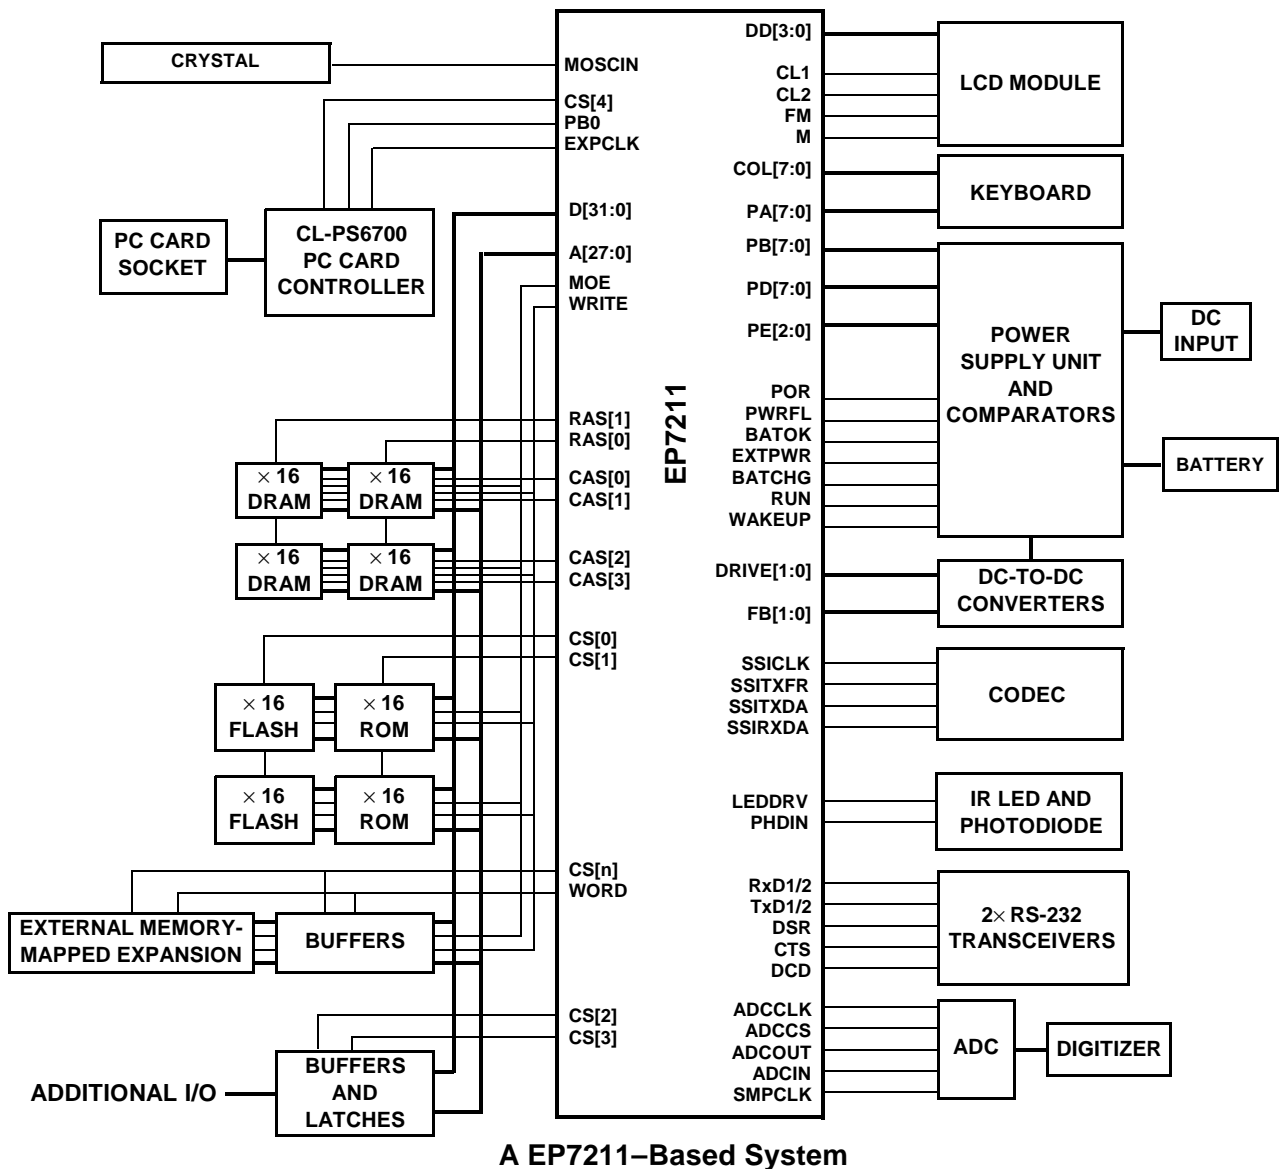 CRYSTAL
MOSCIN
CS[4]
PB0
EXPCLK
PC CARD
SOCKET
CL-PS6700
PC CARD
CONTROLLER
D[31:0]
A[27:0]
MOE
WRITE
RAS[1]
RAS[0]
× 16
DRAM
× 16
DRAM
CAS[0]
CAS[1]
× 16
DRAM
× 16
DRAM
CAS[2]
CAS[3]
CS[0]
CS[1]
× 16
FLASH
× 16
ROM
× 16
FLASH
× 16
ROM
CS[n]
WORD
EXTERNAL MEMORY-
MAPPED EXPANSION
BUFFERS
CS[2]
CS[3]
ADDITIONAL I/O
BUFFERS
AND
LATCHES
EP7211
DD[3:0]
CL1
CL2
FM
M
LCD MODULE
COL[7:0]
PA[7:0]
KEYBOARD
PB[7:0]
PD[7:0]
PE[2:0]
POR
PWRFL
BATOK
EXTPWR
BATCHG
RUN
WAKEUP
POWER
SUPPLY UNIT
AND
COMPARATORS
DC
INPUT
BATTERY
DRIVE[1:0]
FB[1:0]
DC-TO-DC
CONVERTERS
SSICLK
SSITXFR
SSITXDA
SSIRXDA
CODEC
LEDDRV
PHDIN
IR LED AND
PHOTODIODE
RxD1/2
TxD1/2
DSR
CTS
DCD
2× RS-232
TRANSCEIVERS
ADCCLK
ADCCS
ADCOUT
ADCIN
SMPCLK
ADC
DIGITIZER
A EP7211–Based System